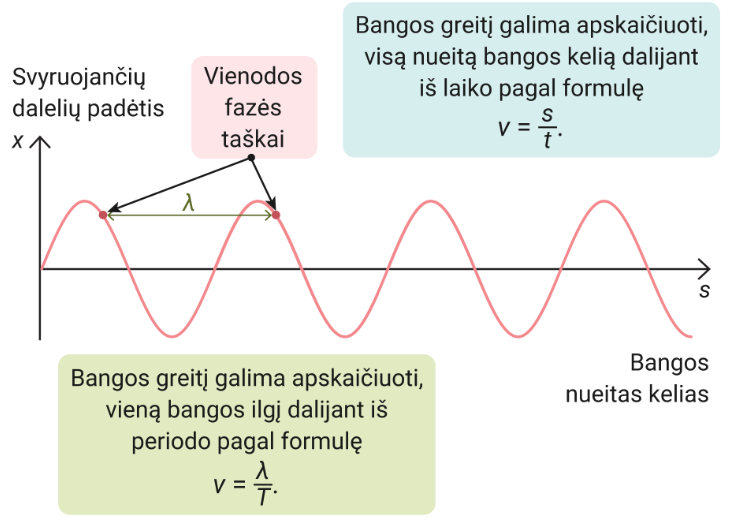 Bangos greitį galima apskaičiuoti,
visą nueitą bangos kelią dalijant
iš laiko pagal formulę
v = s/t.
Svyruojančių
dalelių padėtis
x
Vienodos
fazės
taškai
λ
s
Bangos
nueitas kelias
Bangos greitį galima apskaičiuoti,
vieną bangos ilgį dalijant iš
periodo pagal formulę
v = λ/T.